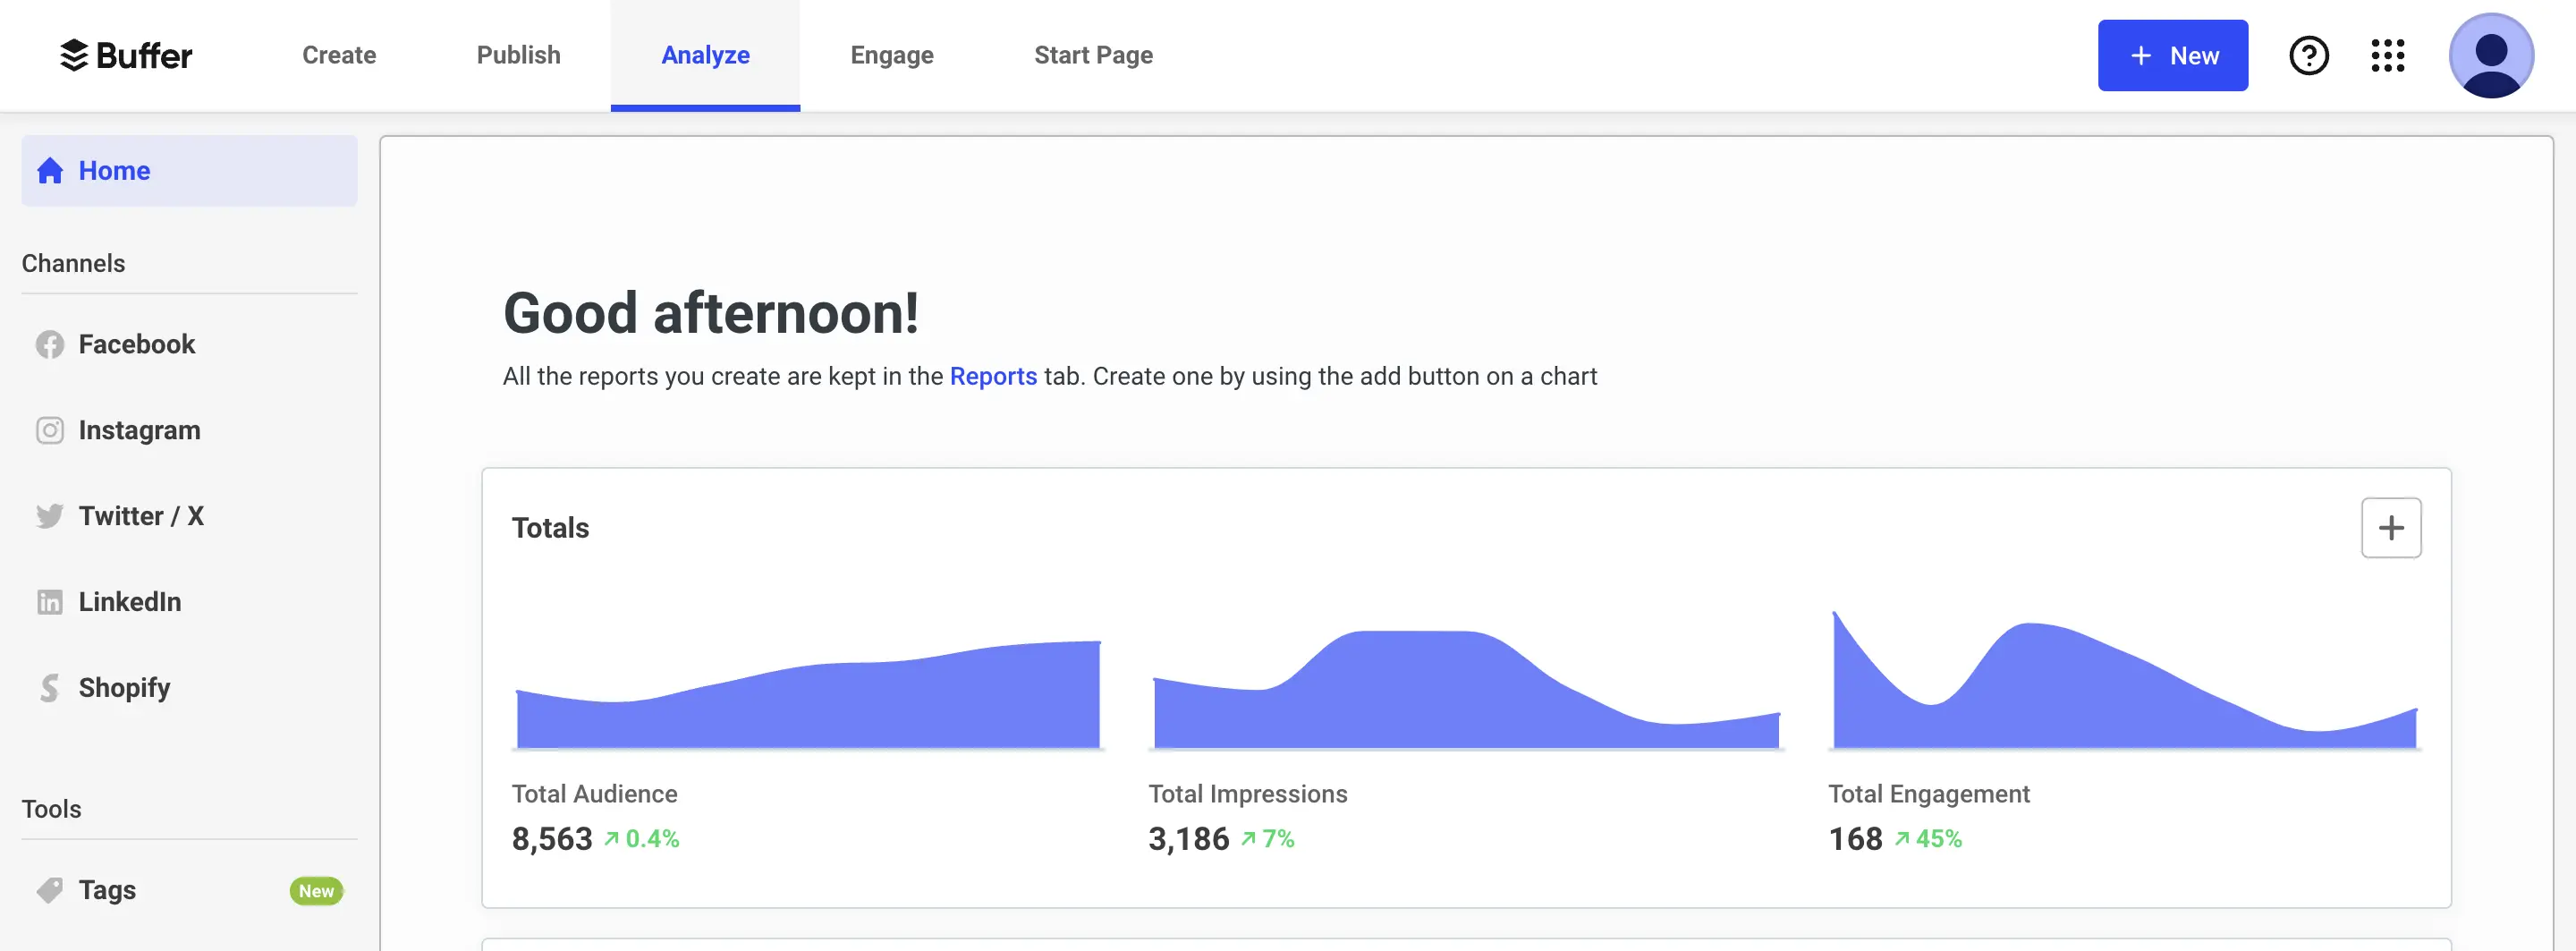 Buffer Create Publish Analyze Engage Start Page + New
Home
Channels
Facebook
Instagram
Twitter / X
LinkedIn
Shopify
Tools
Tags New
Good afternoon!
All the reports you create are kept in the Reports tab. Create one by using the add button on a chart
Totals
Total Audience
8,563 ↗ 0.4%
Total Impressions
3,186 ↗ 7%
Total Engagement
168 ↗ 45%